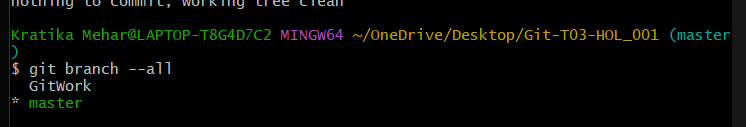 nothing to commit, working tree clean
Kratika Mehar@LAPTOP-T8G4D7C2 MINGW64 ~/OneDrive/Desktop/Git-T03-HOL_001 (master
)
$ git branch --all
  GitWork
* master